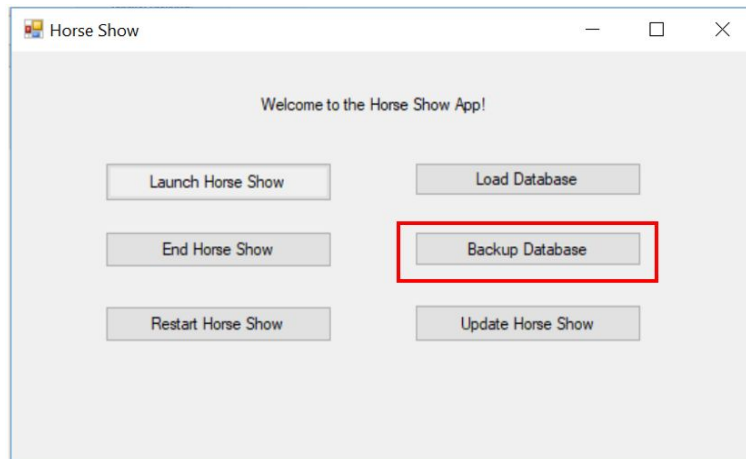 Horse Show
Welcome to the Horse Show App!
Launch Horse Show
Load Database
End Horse Show
Backup Database
Restart Horse Show
Update Horse Show